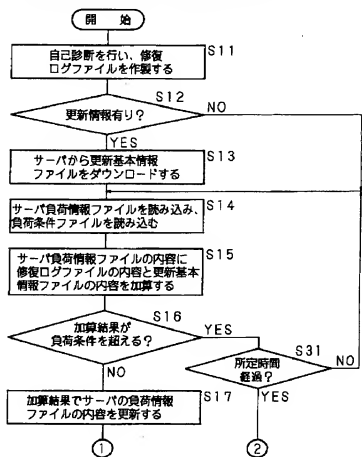 開始
自己診断を行い、修復
ログファイルを作製する
S11
S12
更新情報有り?
NO
YES
サーバから更新基本情報
ファイルをダウンロードする
S13
サーバ負荷情報ファイルを読み込み、
負荷条件ファイルを読み込む
S14
サーバ負荷情報ファイルの内容に
修復ログファイルの内容と更新基本
情報ファイルの内容を加算する
S15
S16
加算結果が
負荷条件を超える?
YES
NO
S31
所定時間
経過?
NO
YES
加算結果でサーバの負荷情報
ファイルの内容を更新する
S17
①
②